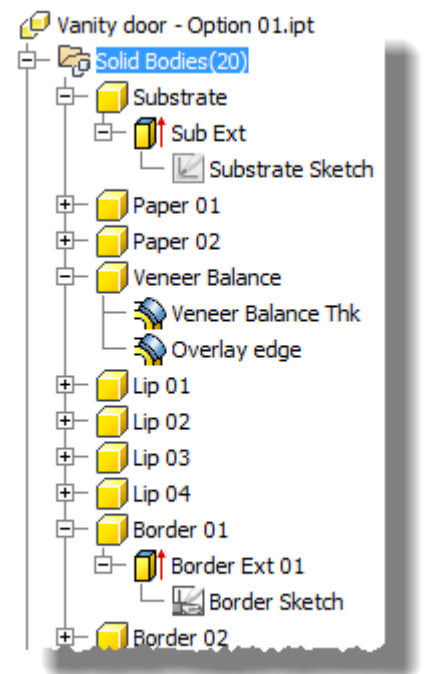 Vanity door - Option 01.ipt
Solid Bodies(20)
Substrate
Sub Ext
Substrate Sketch
Paper 01
Paper 02
Veneer Balance
Veneer Balance Thk
Overlay edge
Lip 01
Lip 02
Lip 03
Lip 04
Border 01
Border Ext 01
Border Sketch
Border 02